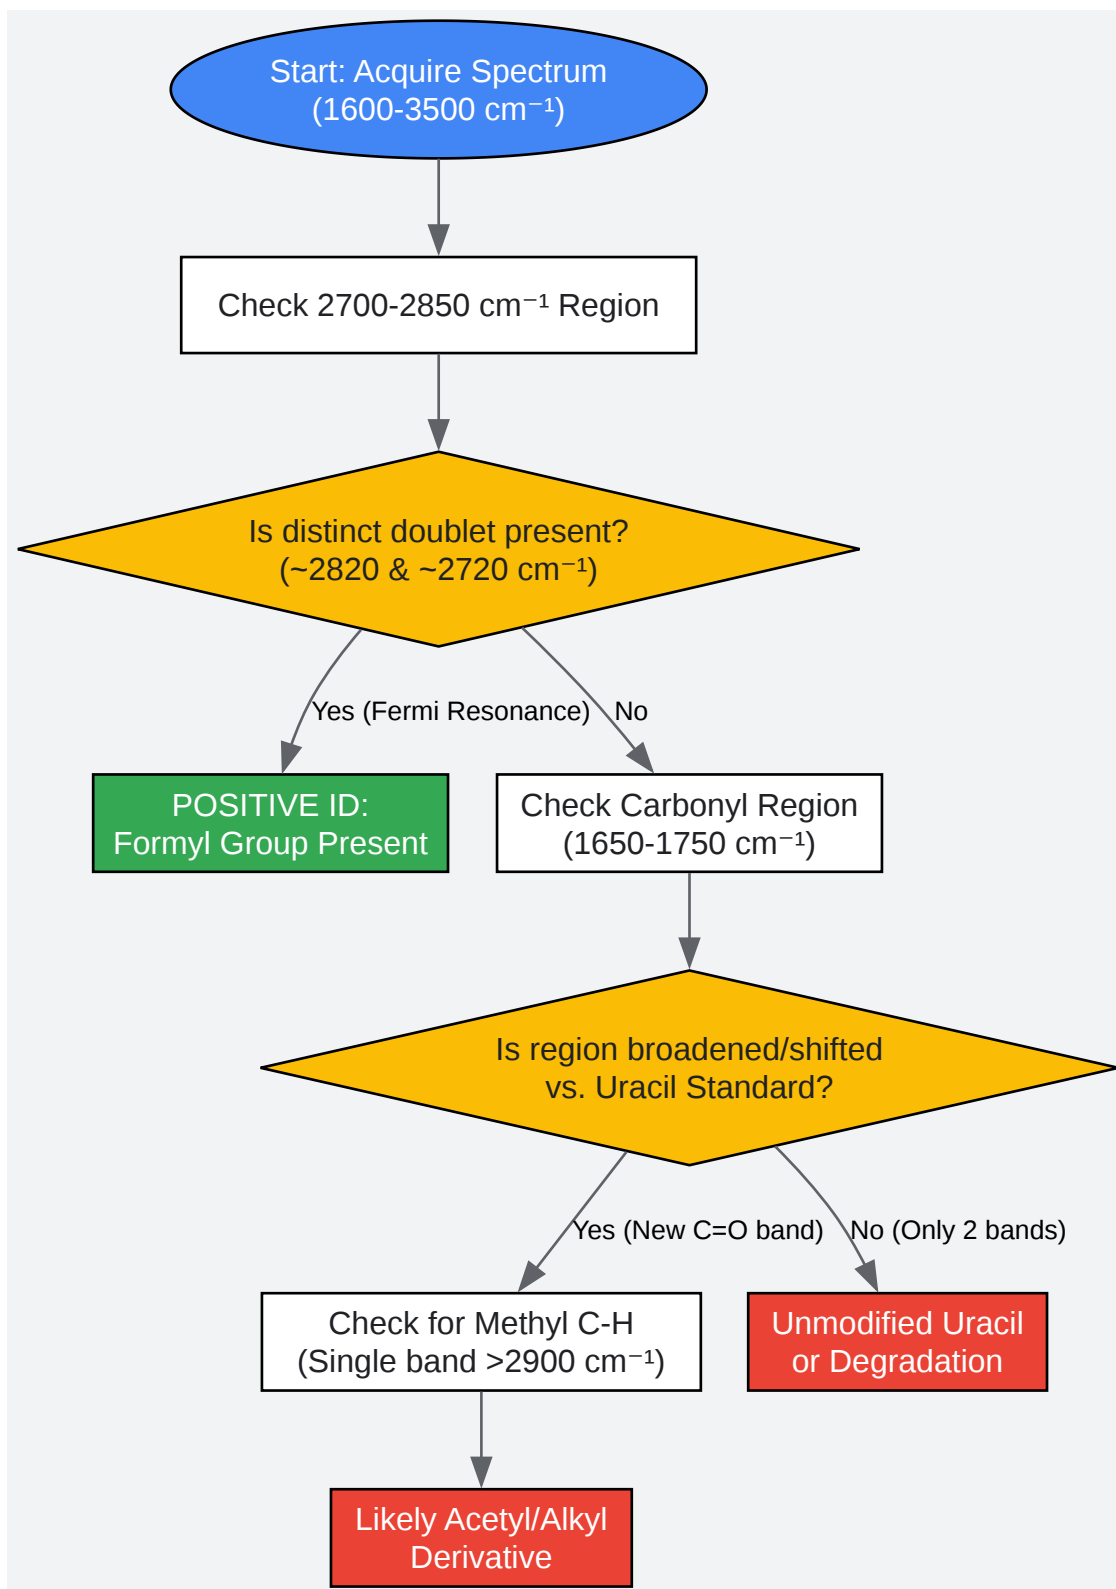 Start: Acquire Spectrum
(1600-3500 cm⁻¹)
Check 2700-2850 cm⁻¹ Region
Is distinct doublet present?
(~2820 & ~2720 cm⁻¹)
Yes (Fermi Resonance)
No
POSITIVE ID:
Formyl Group Present
Check Carbonyl Region
(1650-1750 cm⁻¹)
Is region broadened/shifted
vs. Uracil Standard?
Yes (New C=O band)
No (Only 2 bands)
Check for Methyl C-H
(Single band >2900 cm⁻¹)
Unmodified Uracil
or Degradation
Likely Acetyl/Alkyl
Derivative